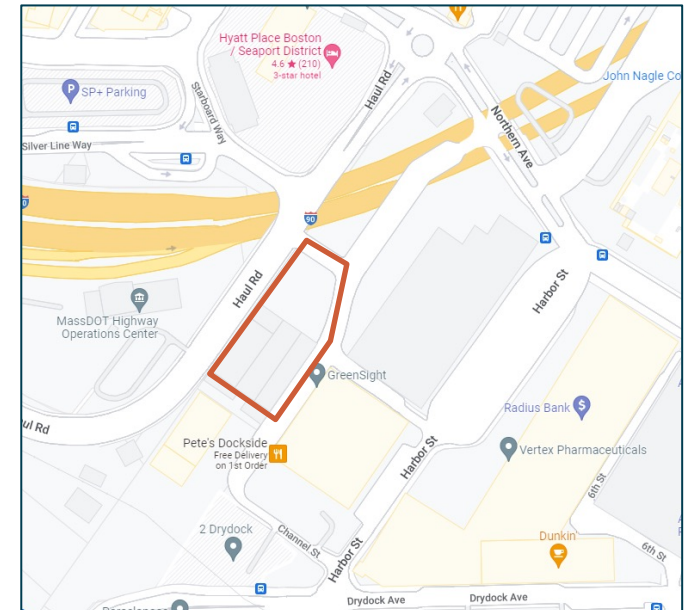 Hyatt Place Boston
/ Seaport District
4.6 ★ (210)
3-star hotel
John Nagle Co
P
SP+ Parking
Haul Rd
Starboard Way
Northern Ave
Silver Line Way
90
Haul Rd
Harbor St
MassDOT Highway
Operations Center
GreenSight
Radius Bank
$
ul Rd
Pete's Dockside
Free Delivery
on 1st Order
Harbor St
Vertex Pharmaceuticals
6th St
2 Drydock
Channel St
Dunkin
6th St
Harbor St
Drydock Ave
Drydock Ave